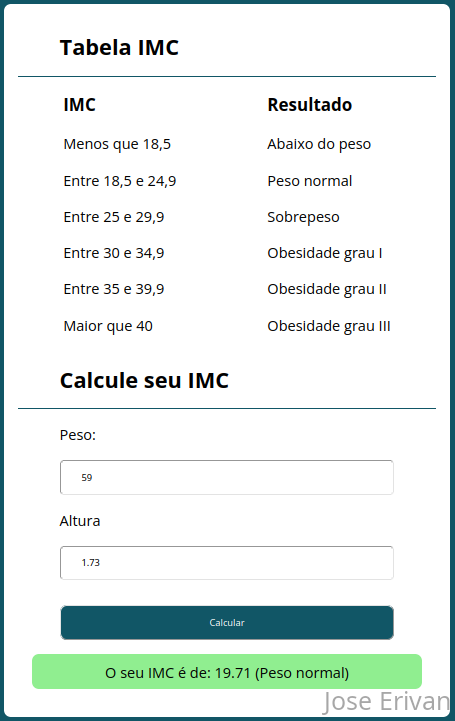 Tabela IMC
IMC Resultado
Menos que 18,5 Abaixo do peso
Entre 18,5 e 24,9 Peso normal
Entre 25 e 29,9 Sobrepeso
Entre 30 e 34,9 Obesidade grau I
Entre 35 e 39,9 Obesidade grau II
Maior que 40 Obesidade grau III
Calcule seu IMC
Peso:
59
Altura
1.73
Calcular
O seu IMC é de: 19.71 (Peso normal)
Jose Erivan